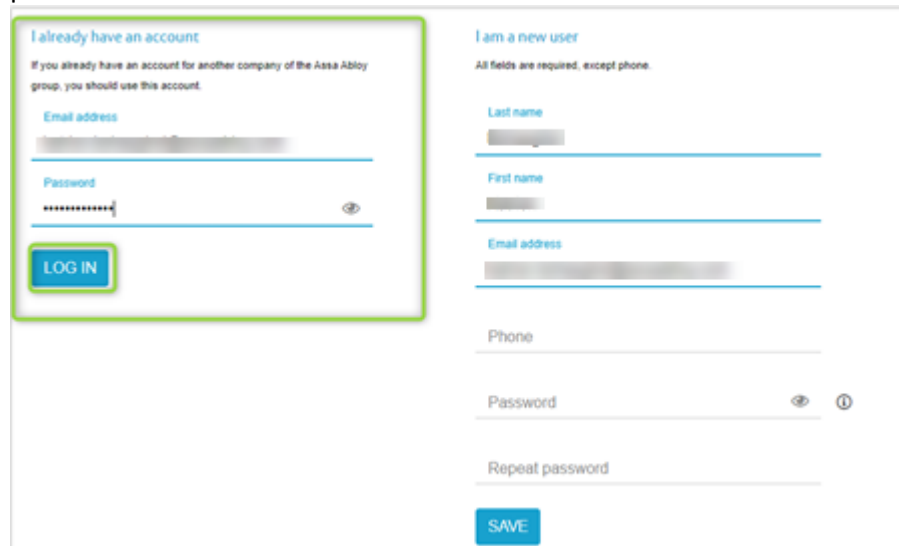 I already have an account
If you already have an account for another company of the Assa Abloy
group, you should use this account.
Email address
Password
•••••••••••••
LOG IN
I am a new user
All fields are required, except phone.
Last name
First name
Email address
Phone
Password
Repeat password
SAVE